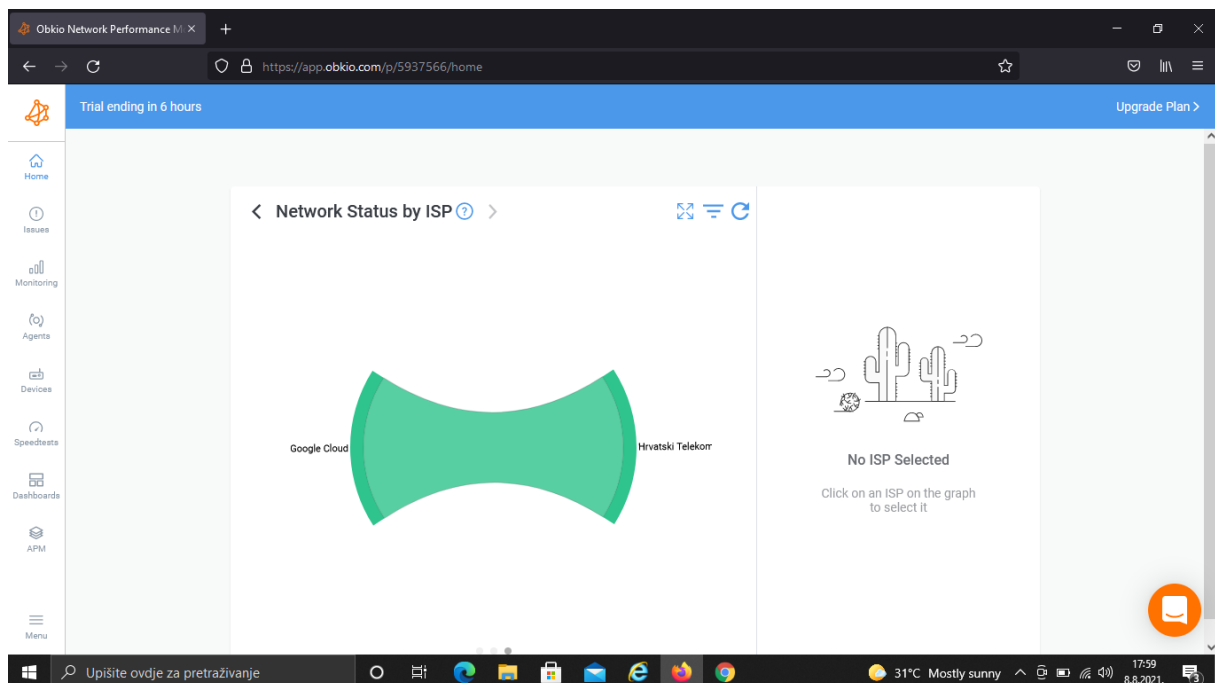 Obkio Network Performance M
https://app.obkio.com/p/5937566/home
Trial ending in 6 hours
Upgrade Plan >
Home
Issues
Monitoring
Agents
Devices
Speedtests
Dashboards
APM
Menu
Network Status by ISP ?
Google Cloud
Hrvatski Telekom
No ISP Selected
Click on an ISP on the graph
to select it
Upišite ovdje za pretraživanje
31°C Mostly sunny
17:59
8.8.2021.
3